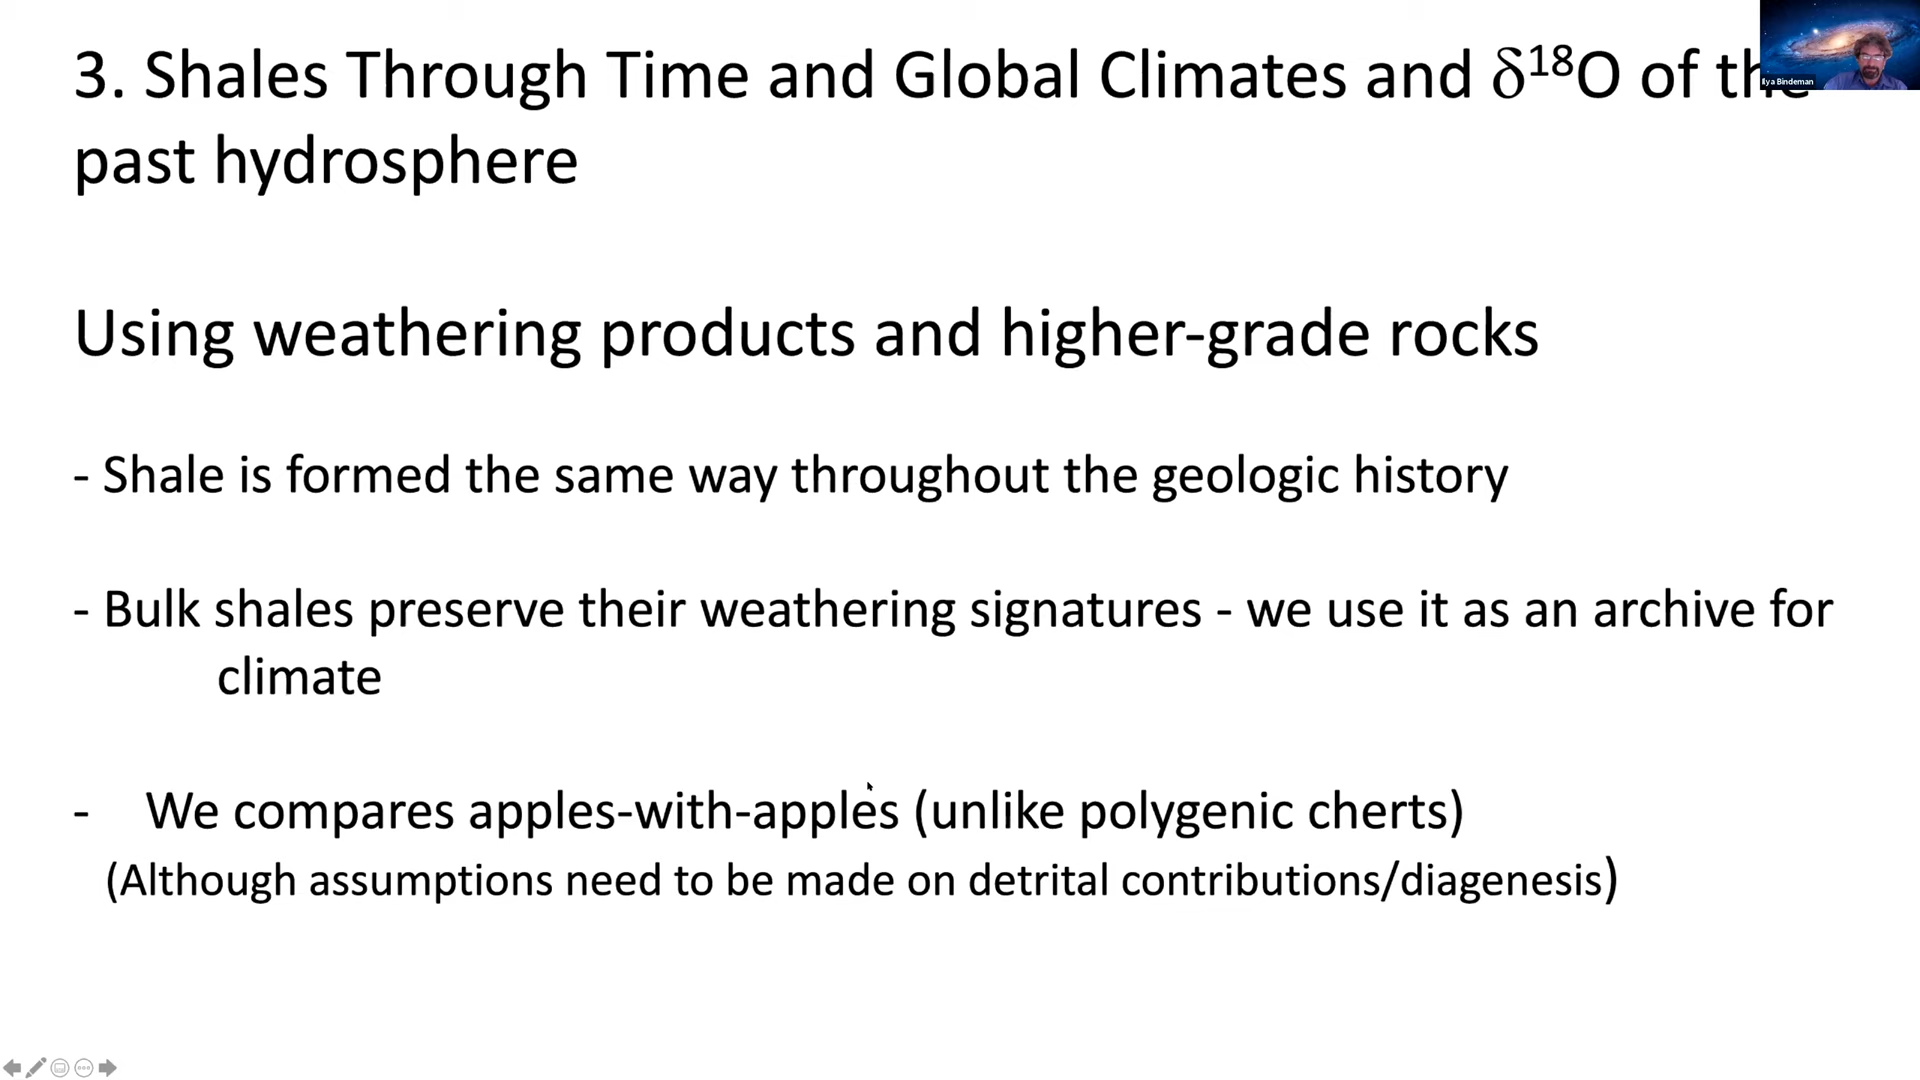 3. Shales Through Time and Global Climates and δ¹⁸O of the
past hydrosphere
Ilya Bindeman
Using weathering products and higher-grade rocks
- Shale is formed the same way throughout the geologic history
- Bulk shales preserve their weathering signatures - we use it as an archive for
climate
- We compares apples-with-apples (unlike polygenic cherts)
(Although assumptions need to be made on detrital contributions/diagenesis)